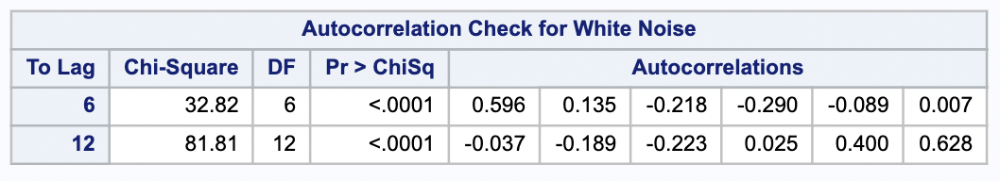 Autocorrelation Check for White Noise
To Lag Chi-Square DF Pr > ChiSq Autocorrelations
6 32.82 6 <.0001 0.596 0.135 -0.218 -0.290 -0.089 0.007
12 81.81 12 <.0001 -0.037 -0.189 -0.223 0.025 0.400 0.628